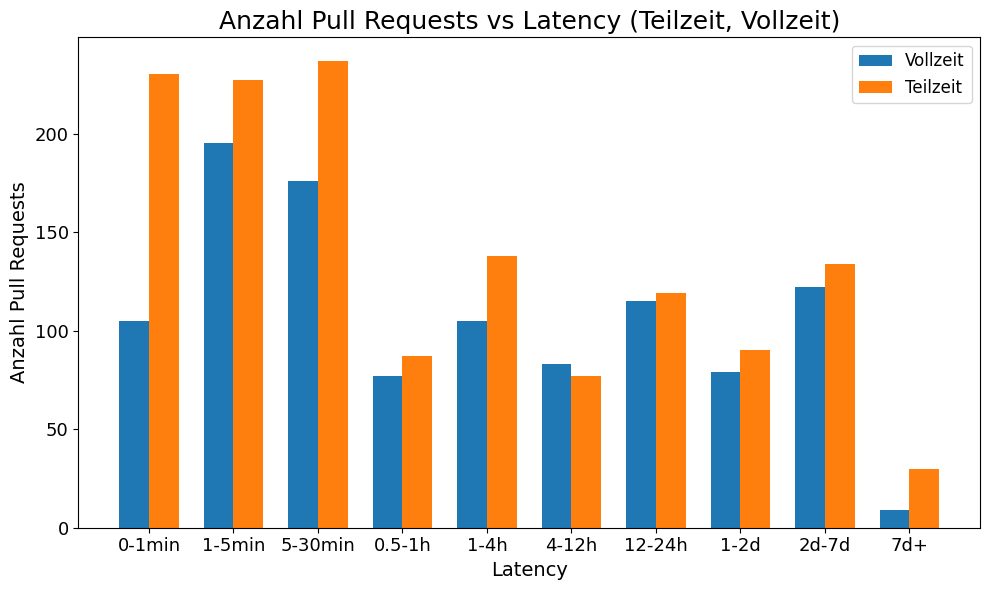 Anzahl Pull Requests vs Latency (Teilzeit, Vollzeit)
Vollzeit
Teilzeit
Anzahl Pull Requests
200
150
100
50
0
0-1min 1-5min 5-30min 0.5-1h 1-4h 4-12h 12-24h 1-2d 2d-7d 7d+
Latency